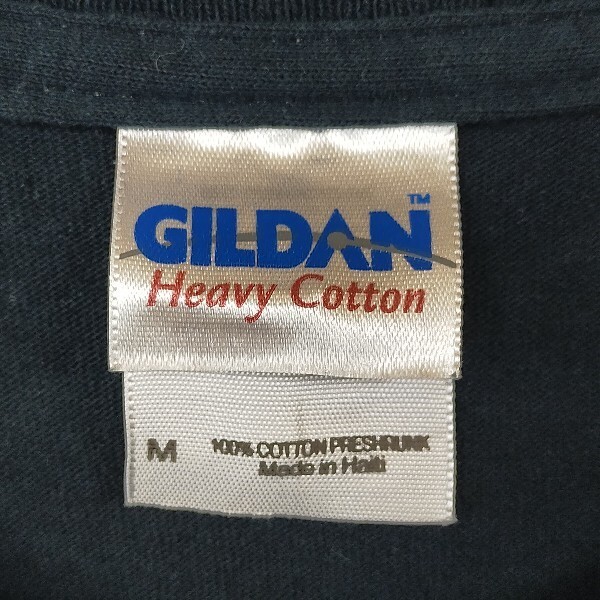 GILDAN™
Heavy Cotton
M 100% COTTON PRESHRUNK
Made in Haiti